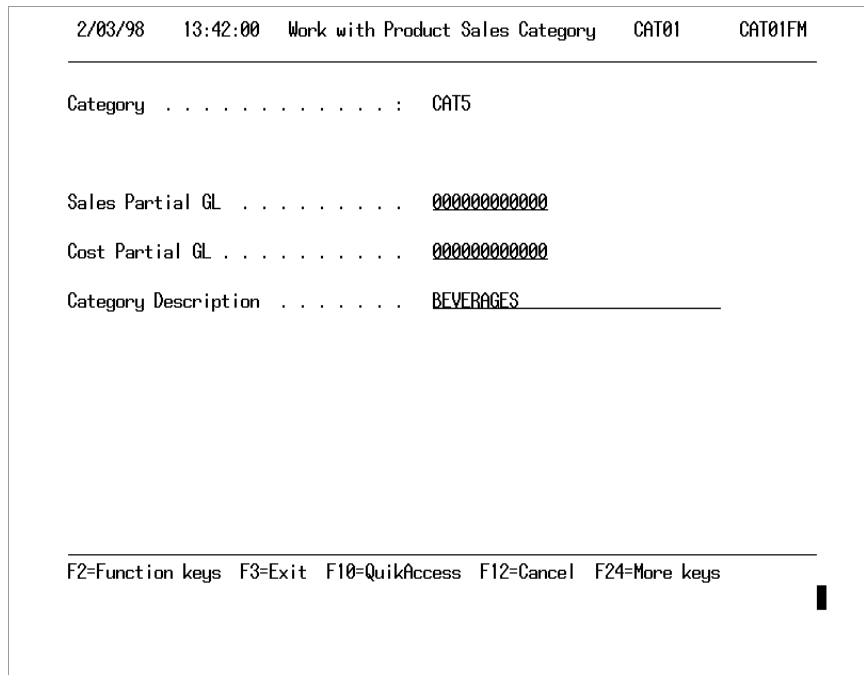 2/03/98 13:42:00 Work with Product Sales Category CAT01 CAT01FM
Category . . . . . . . . . . . . . : CAT5
Sales Partial GL . . . . . . . . . 000000000000
Cost Partial GL . . . . . . . . . . 000000000000
Category Description . . . . . . . BEVERAGES
F2=Function keys F3=Exit F10=QuikAccess F12=Cancel F24=More keys